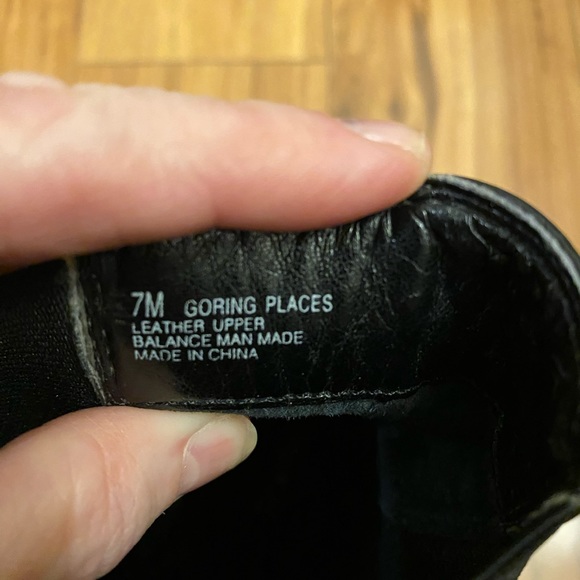 7M GORING PLACES
LEATHER UPPER
BALANCE MAN MADE
MADE IN CHINA